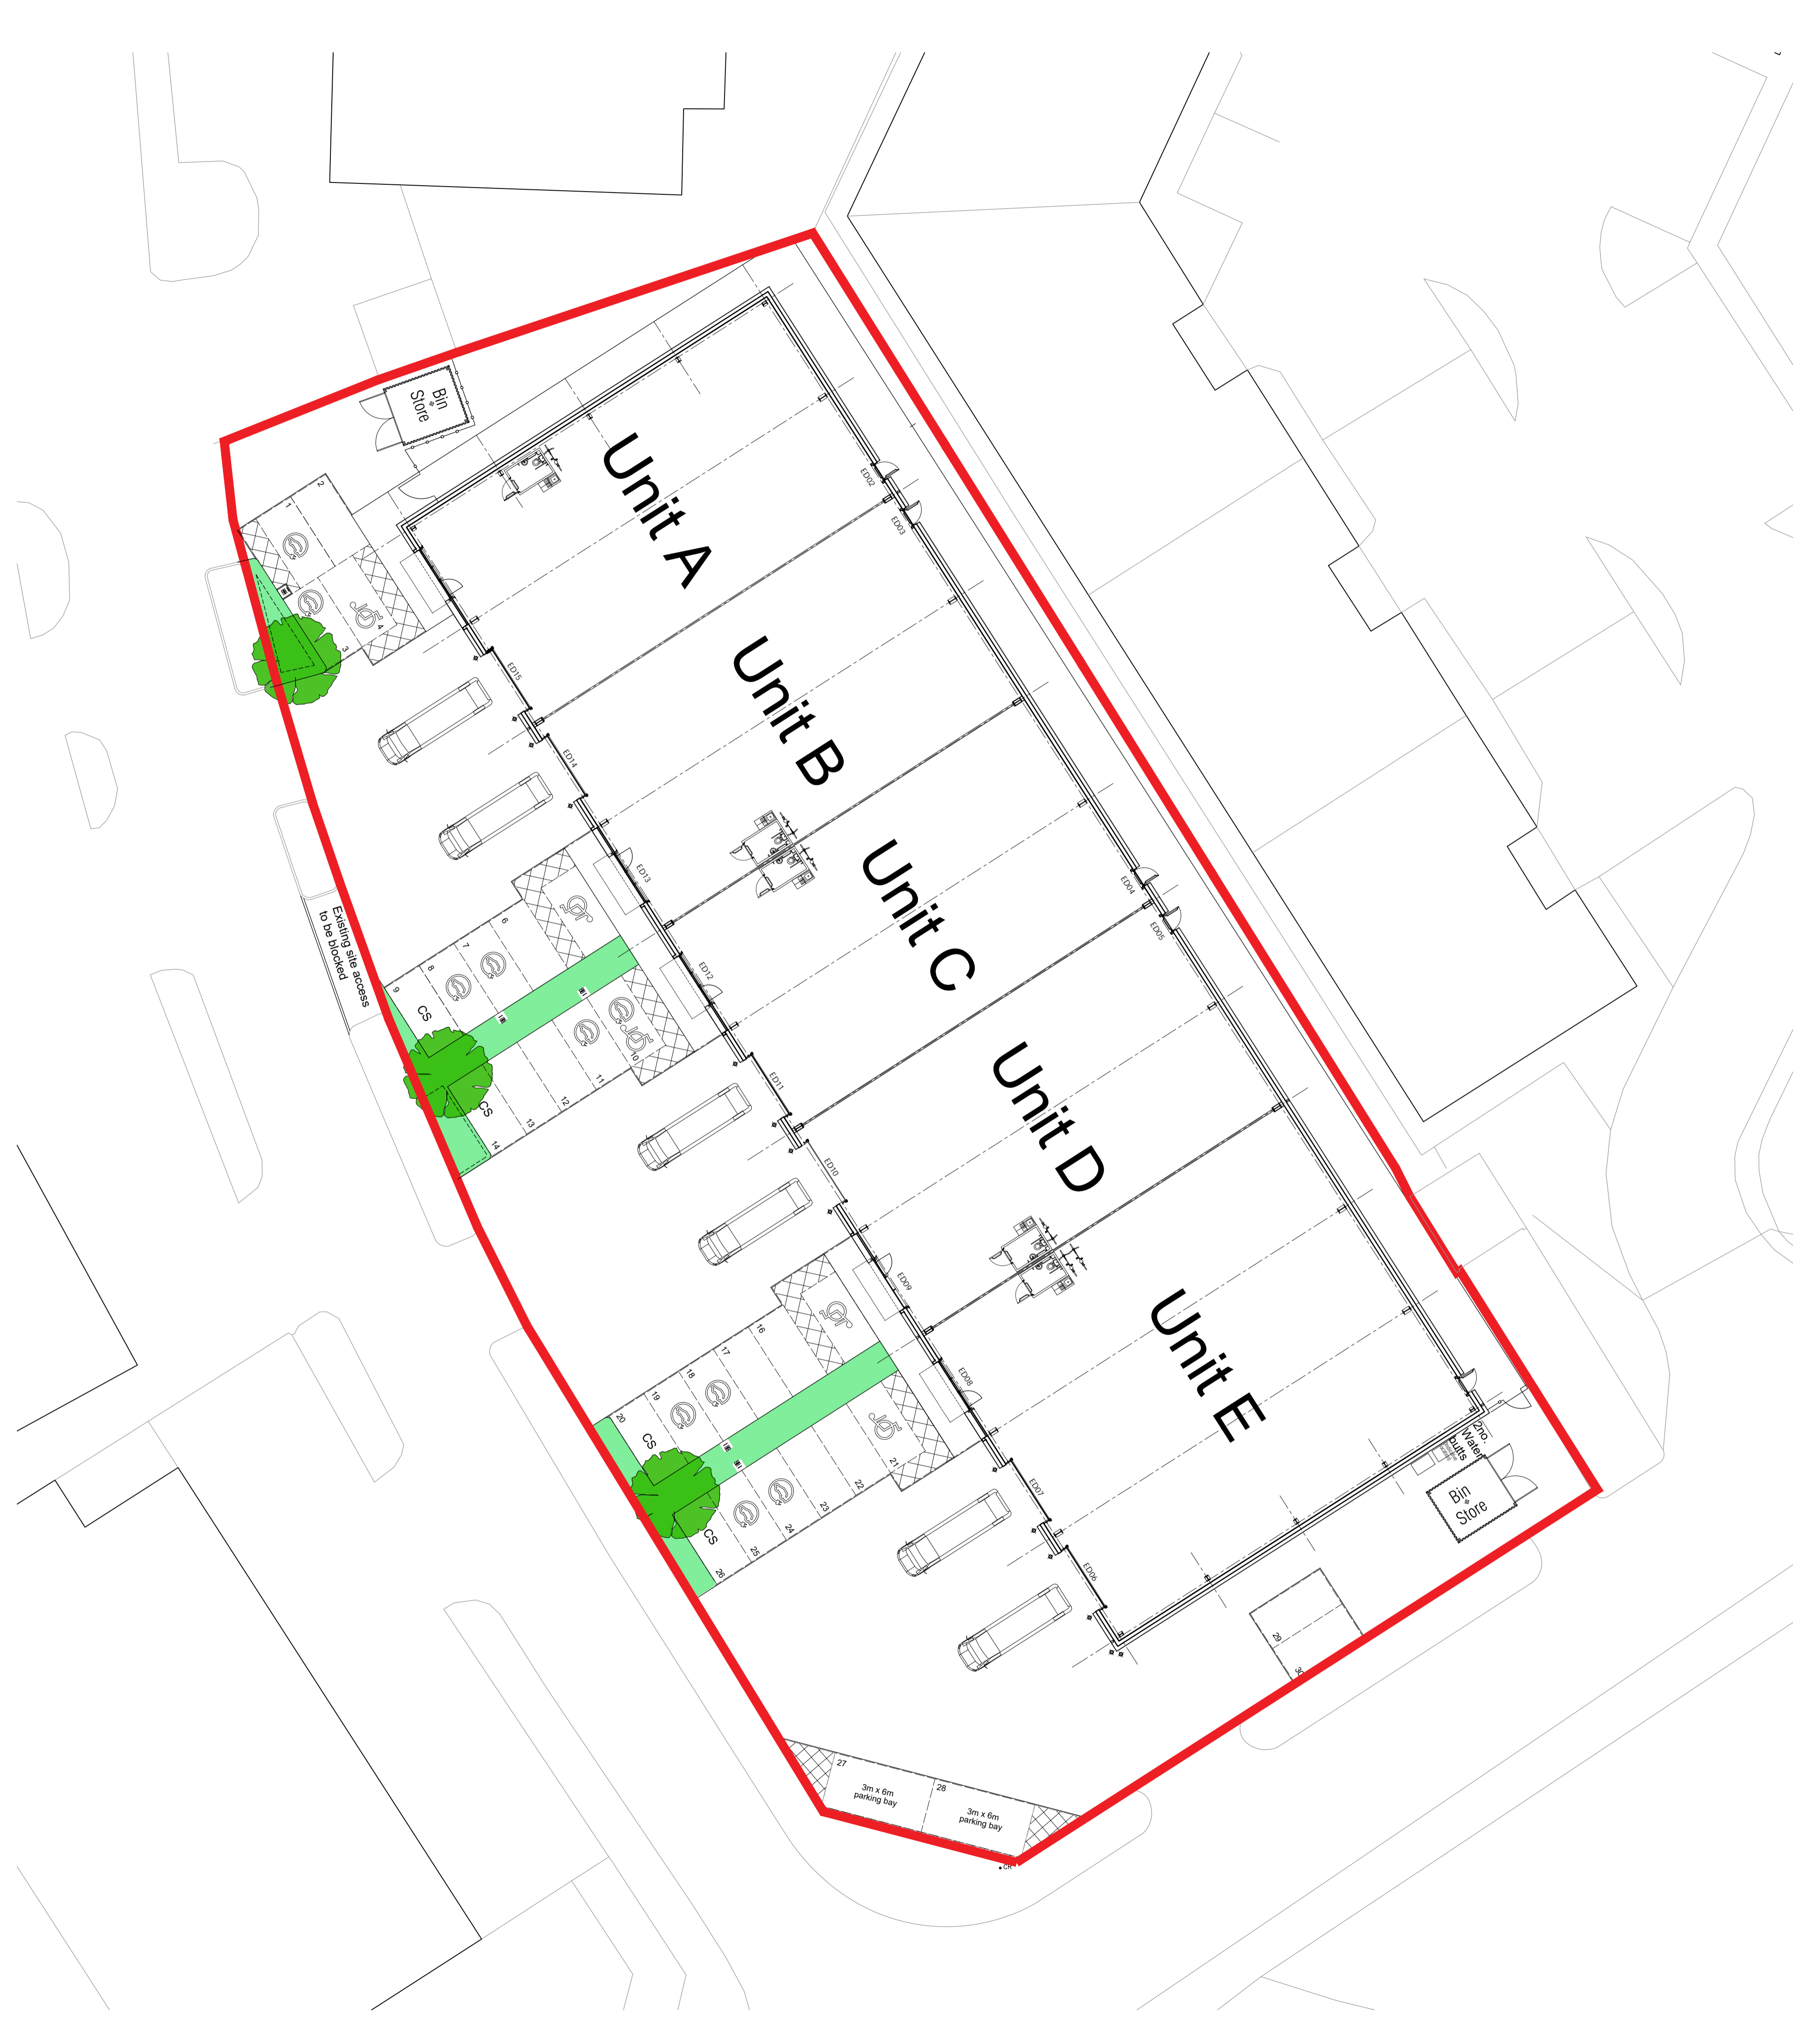 Bin
Store
Unit A
ED02
ED03
1
2
3
4
ED15
Unit B
ED14
ED13
Existing site access
to be blocked
6
7
8
9
CS
Unit C
ED04
ED05
ED12
10
11
12
13
14
CS
ED11
ED10
Unit D
ED09
16
17
18
19
20
CS
ED08
21
22
23
24
25
26
CS
Unit E
ED07
ED06
2no.
Water
butts
Bin
Store
29
30
27
3m x 6m
parking bay
28
3m x 6m
parking bay
CR